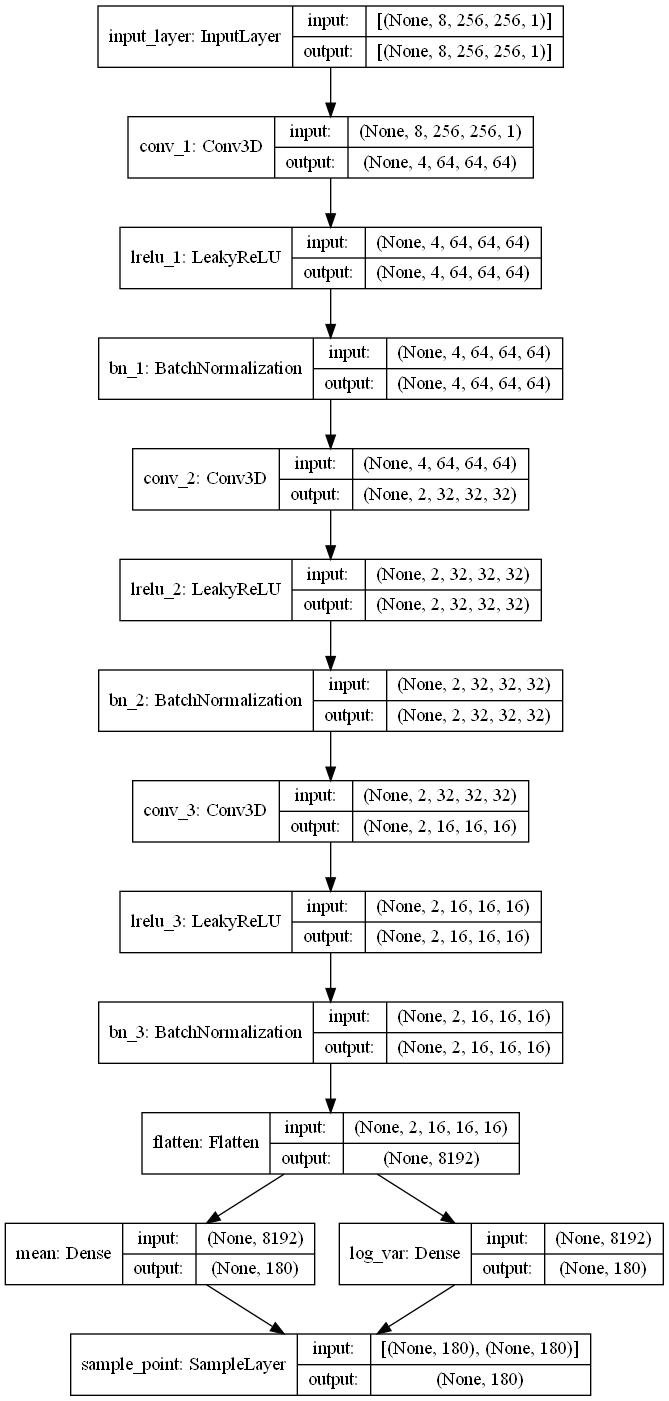 input_layer: InputLayer
input: [(None, 8, 256, 256, 1)]
output: [(None, 8, 256, 256, 1)]
conv_1: Conv3D
input: (None, 8, 256, 256, 1)
output: (None, 4, 64, 64, 64)
lrelu_1: LeakyReLU
input: (None, 4, 64, 64, 64)
output: (None, 4, 64, 64, 64)
bn_1: BatchNormalization
input: (None, 4, 64, 64, 64)
output: (None, 4, 64, 64, 64)
conv_2: Conv3D
input: (None, 4, 64, 64, 64)
output: (None, 2, 32, 32, 32)
lrelu_2: LeakyReLU
input: (None, 2, 32, 32, 32)
output: (None, 2, 32, 32, 32)
bn_2: BatchNormalization
input: (None, 2, 32, 32, 32)
output: (None, 2, 32, 32, 32)
conv_3: Conv3D
input: (None, 2, 32, 32, 32)
output: (None, 2, 16, 16, 16)
lrelu_3: LeakyReLU
input: (None, 2, 16, 16, 16)
output: (None, 2, 16, 16, 16)
bn_3: BatchNormalization
input: (None, 2, 16, 16, 16)
output: (None, 2, 16, 16, 16)
flatten: Flatten
input: (None, 2, 16, 16, 16)
output: (None, 8192)
mean: Dense
input: (None, 8192)
output: (None, 180)
log_var: Dense
input: (None, 8192)
output: (None, 180)
sample_point: SampleLayer
input: [(None, 180), (None, 180)]
output: (None, 180)